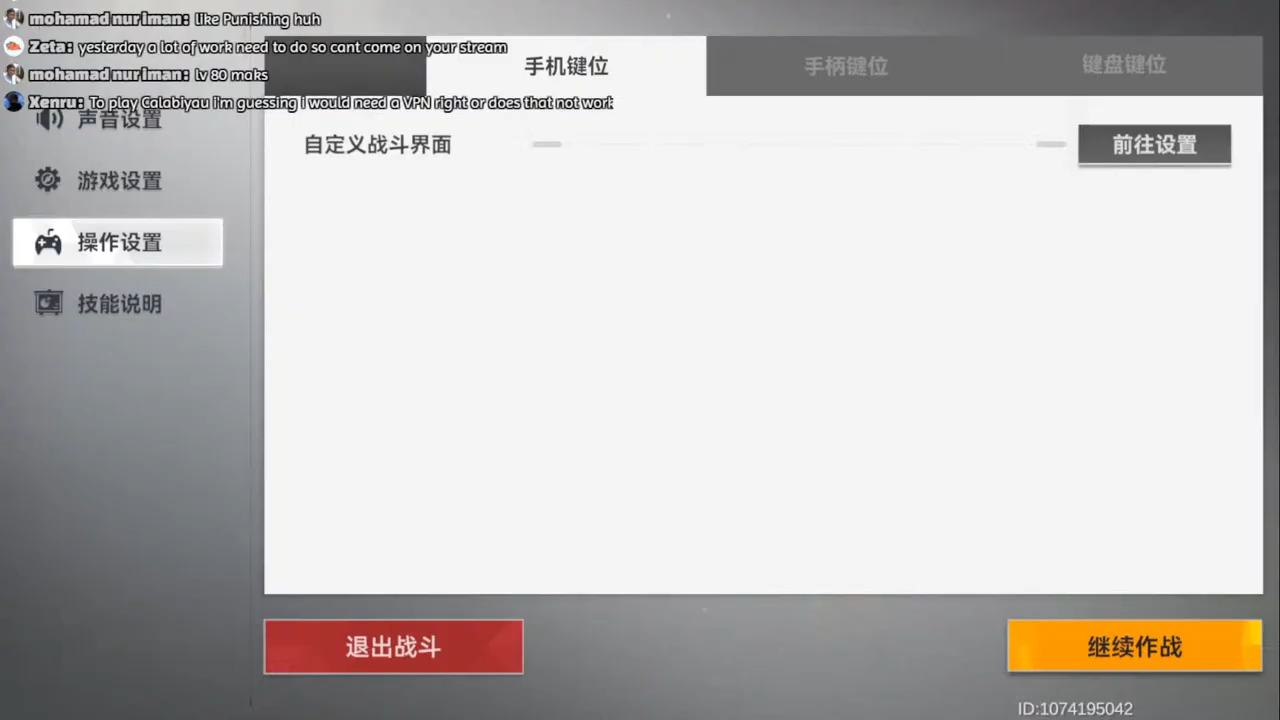 mohamad nur iman: like Punishing huh
Zeta: yesterday a lot of work need to do so cant come on your stream
mohamad nur iman: lv 80 maks
Xenru: To play Calabiyau i'm guessing i would need a VPN right or does that not work
手机键位
手柄键位
键盘键位
声音设置
游戏设置
操作设置
技能说明
自定义战斗界面
前往设置
退出战斗
继续作战
ID:1074195042